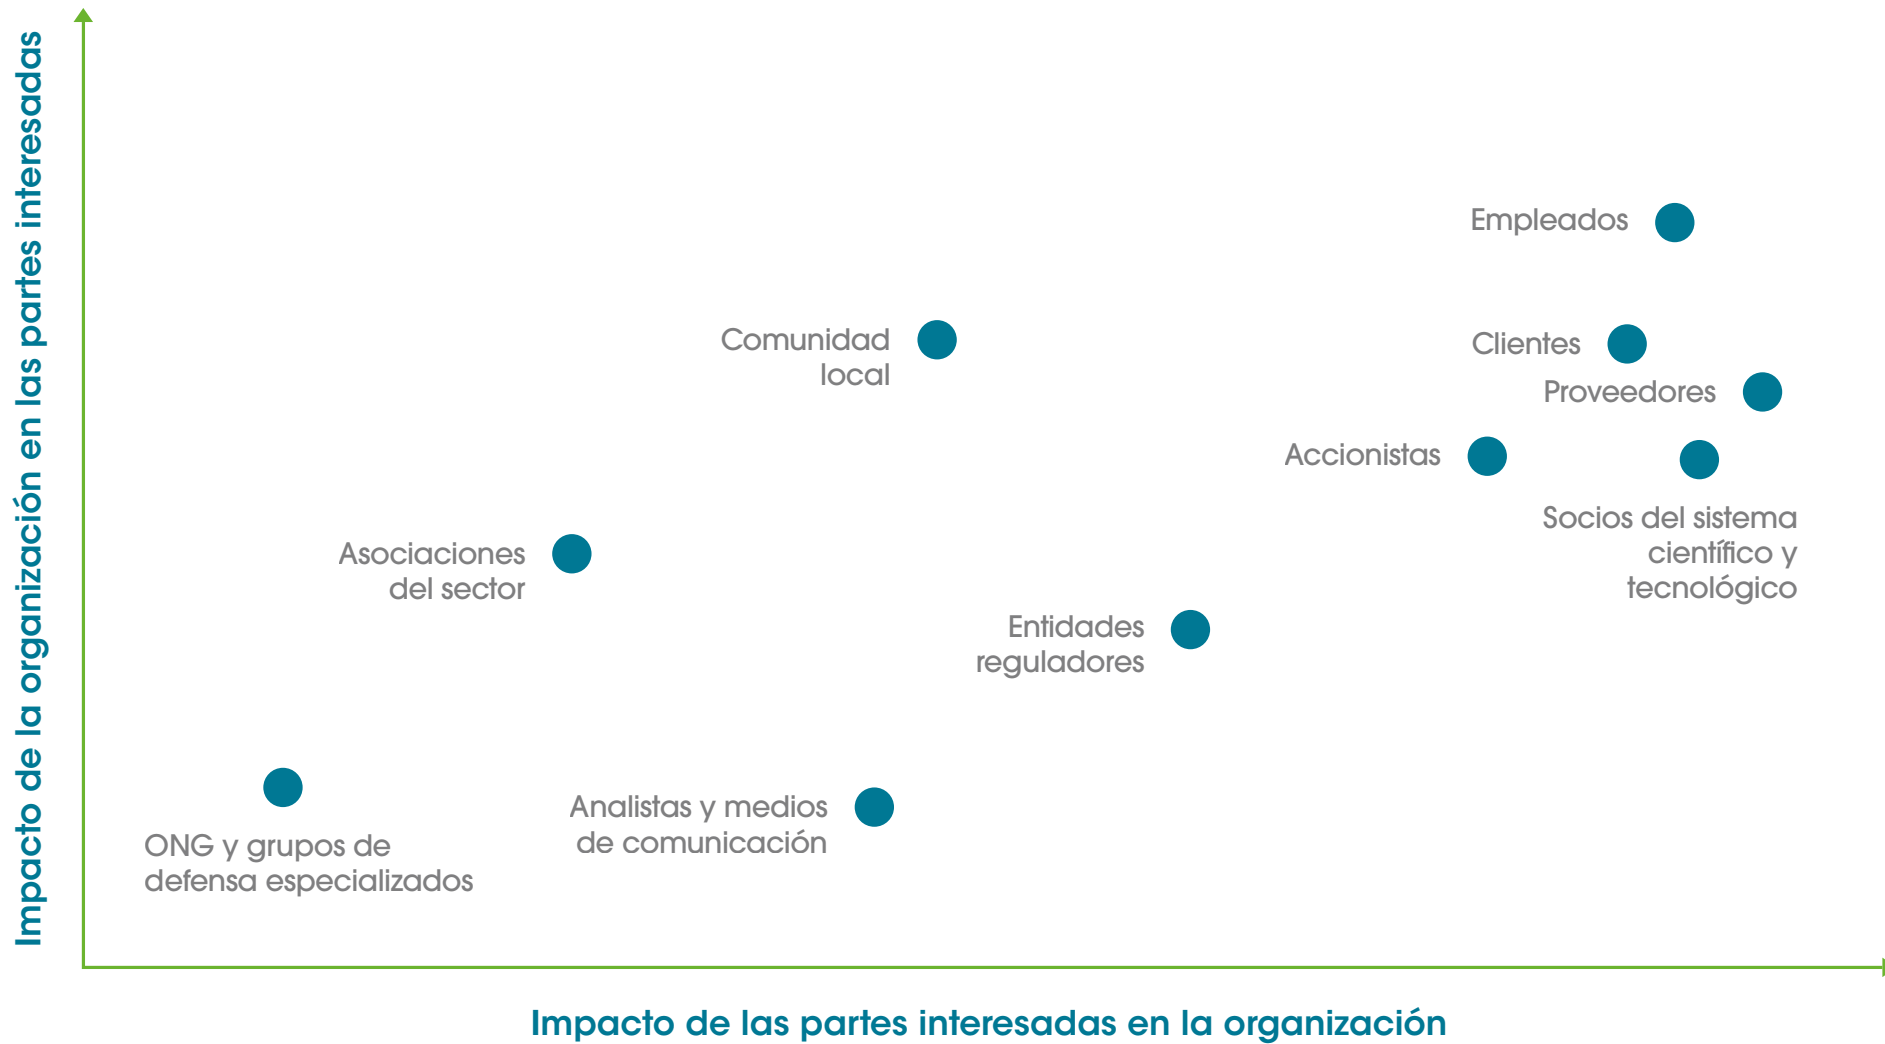 Impacto de la organización en las partes interesadas
Empleados
Comunidad
local
Clientes
Proveedores
Accionistas
Socios del sistema
científico y
tecnológico
Asociaciones
del sector
Entidades
reguladores
Analistas y medios
de comunicación
ONG y grupos de
defensa especializados
Impacto de las partes interesadas en la organización